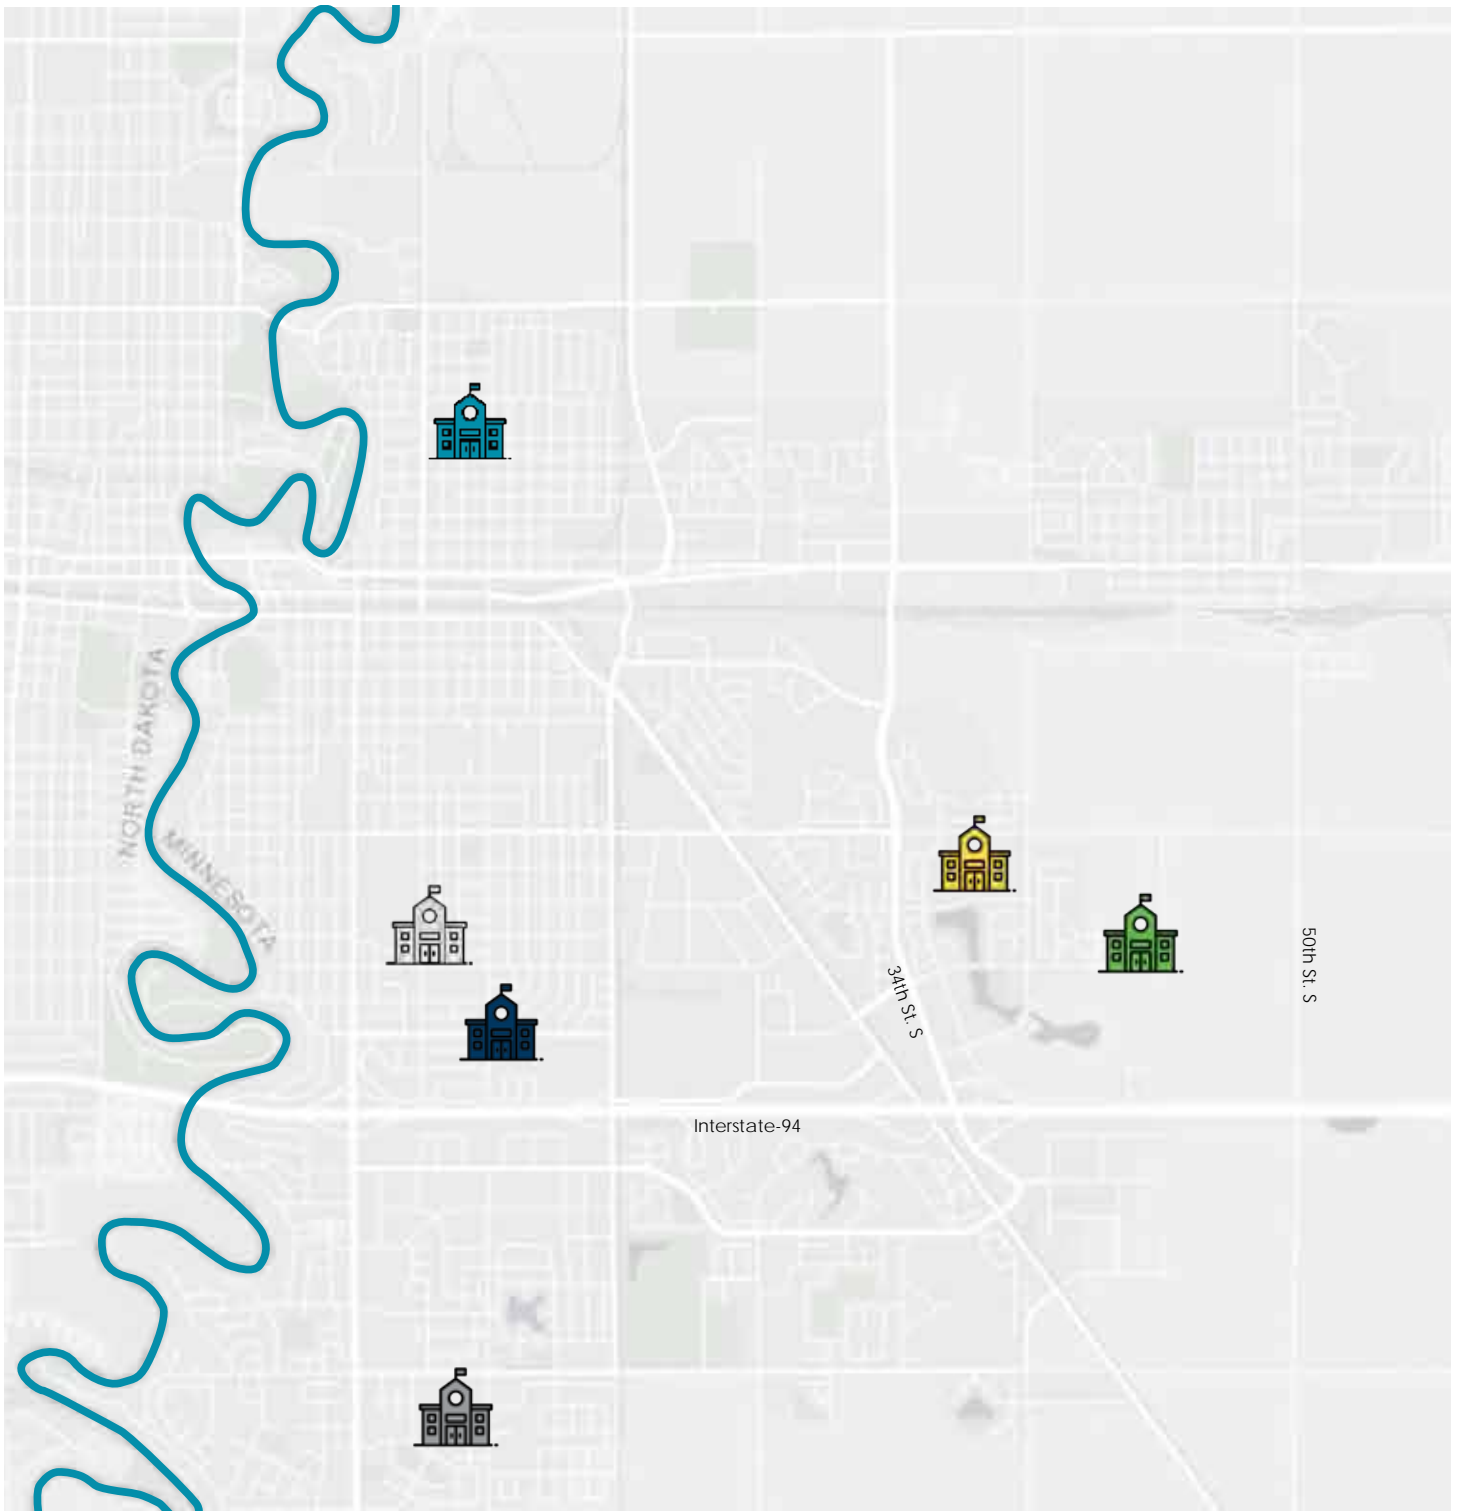 NORTH DAKOTA
MINNESOTA
50th St. S
34th St. S
Interstate-94